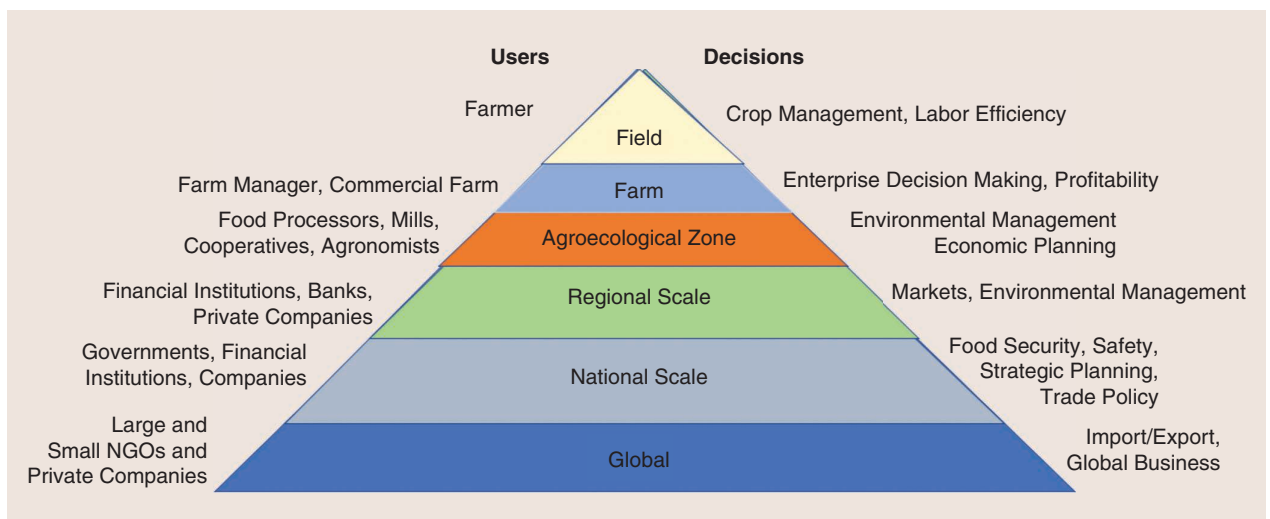 Users
Decisions
Farmer
Field
Crop Management, Labor Efficiency
Farm Manager, Commercial Farm
Farm
Enterprise Decision Making, Profitability
Food Processors, Mills,
Cooperatives, Agronomists
Agroecological Zone
Environmental Management
Economic Planning
Financial Institutions, Banks,
Private Companies
Regional Scale
Markets, Environmental Management
Governments, Financial
Institutions, Companies
National Scale
Food Security, Safety,
Strategic Planning,
Trade Policy
Large and
Small NGOs and
Private Companies
Global
Import/Export,
Global Business